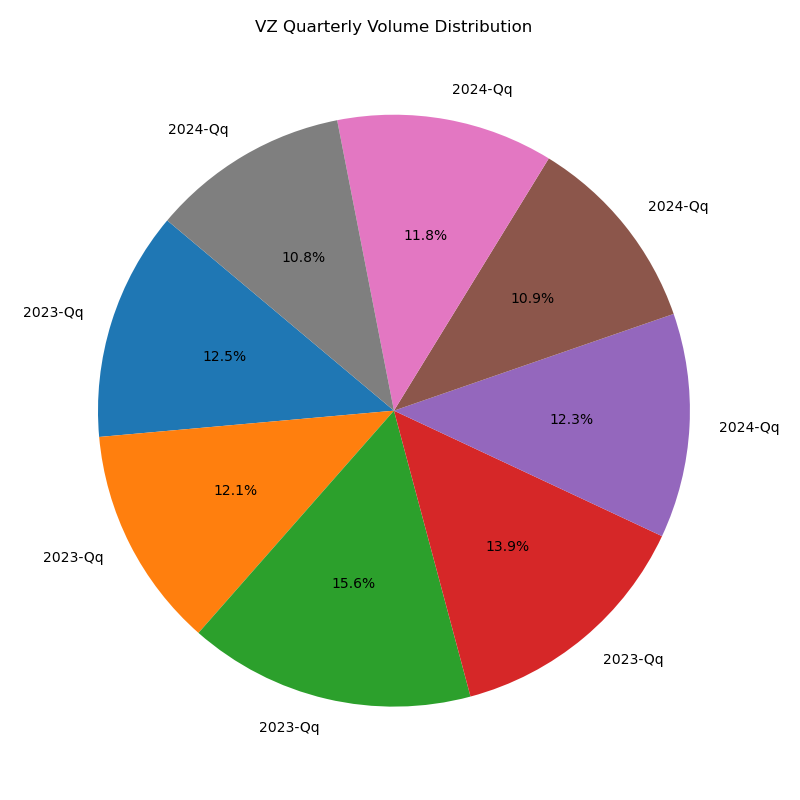 VZ Quarterly Volume Distribution
2024-Qq
2024-Qq
2024-Qq
11.8%
10.8%
10.9%
2023-Qq
12.5%
12.3%
2024-Qq
12.1%
13.9%
2023-Qq
15.6%
2023-Qq
2023-Qq